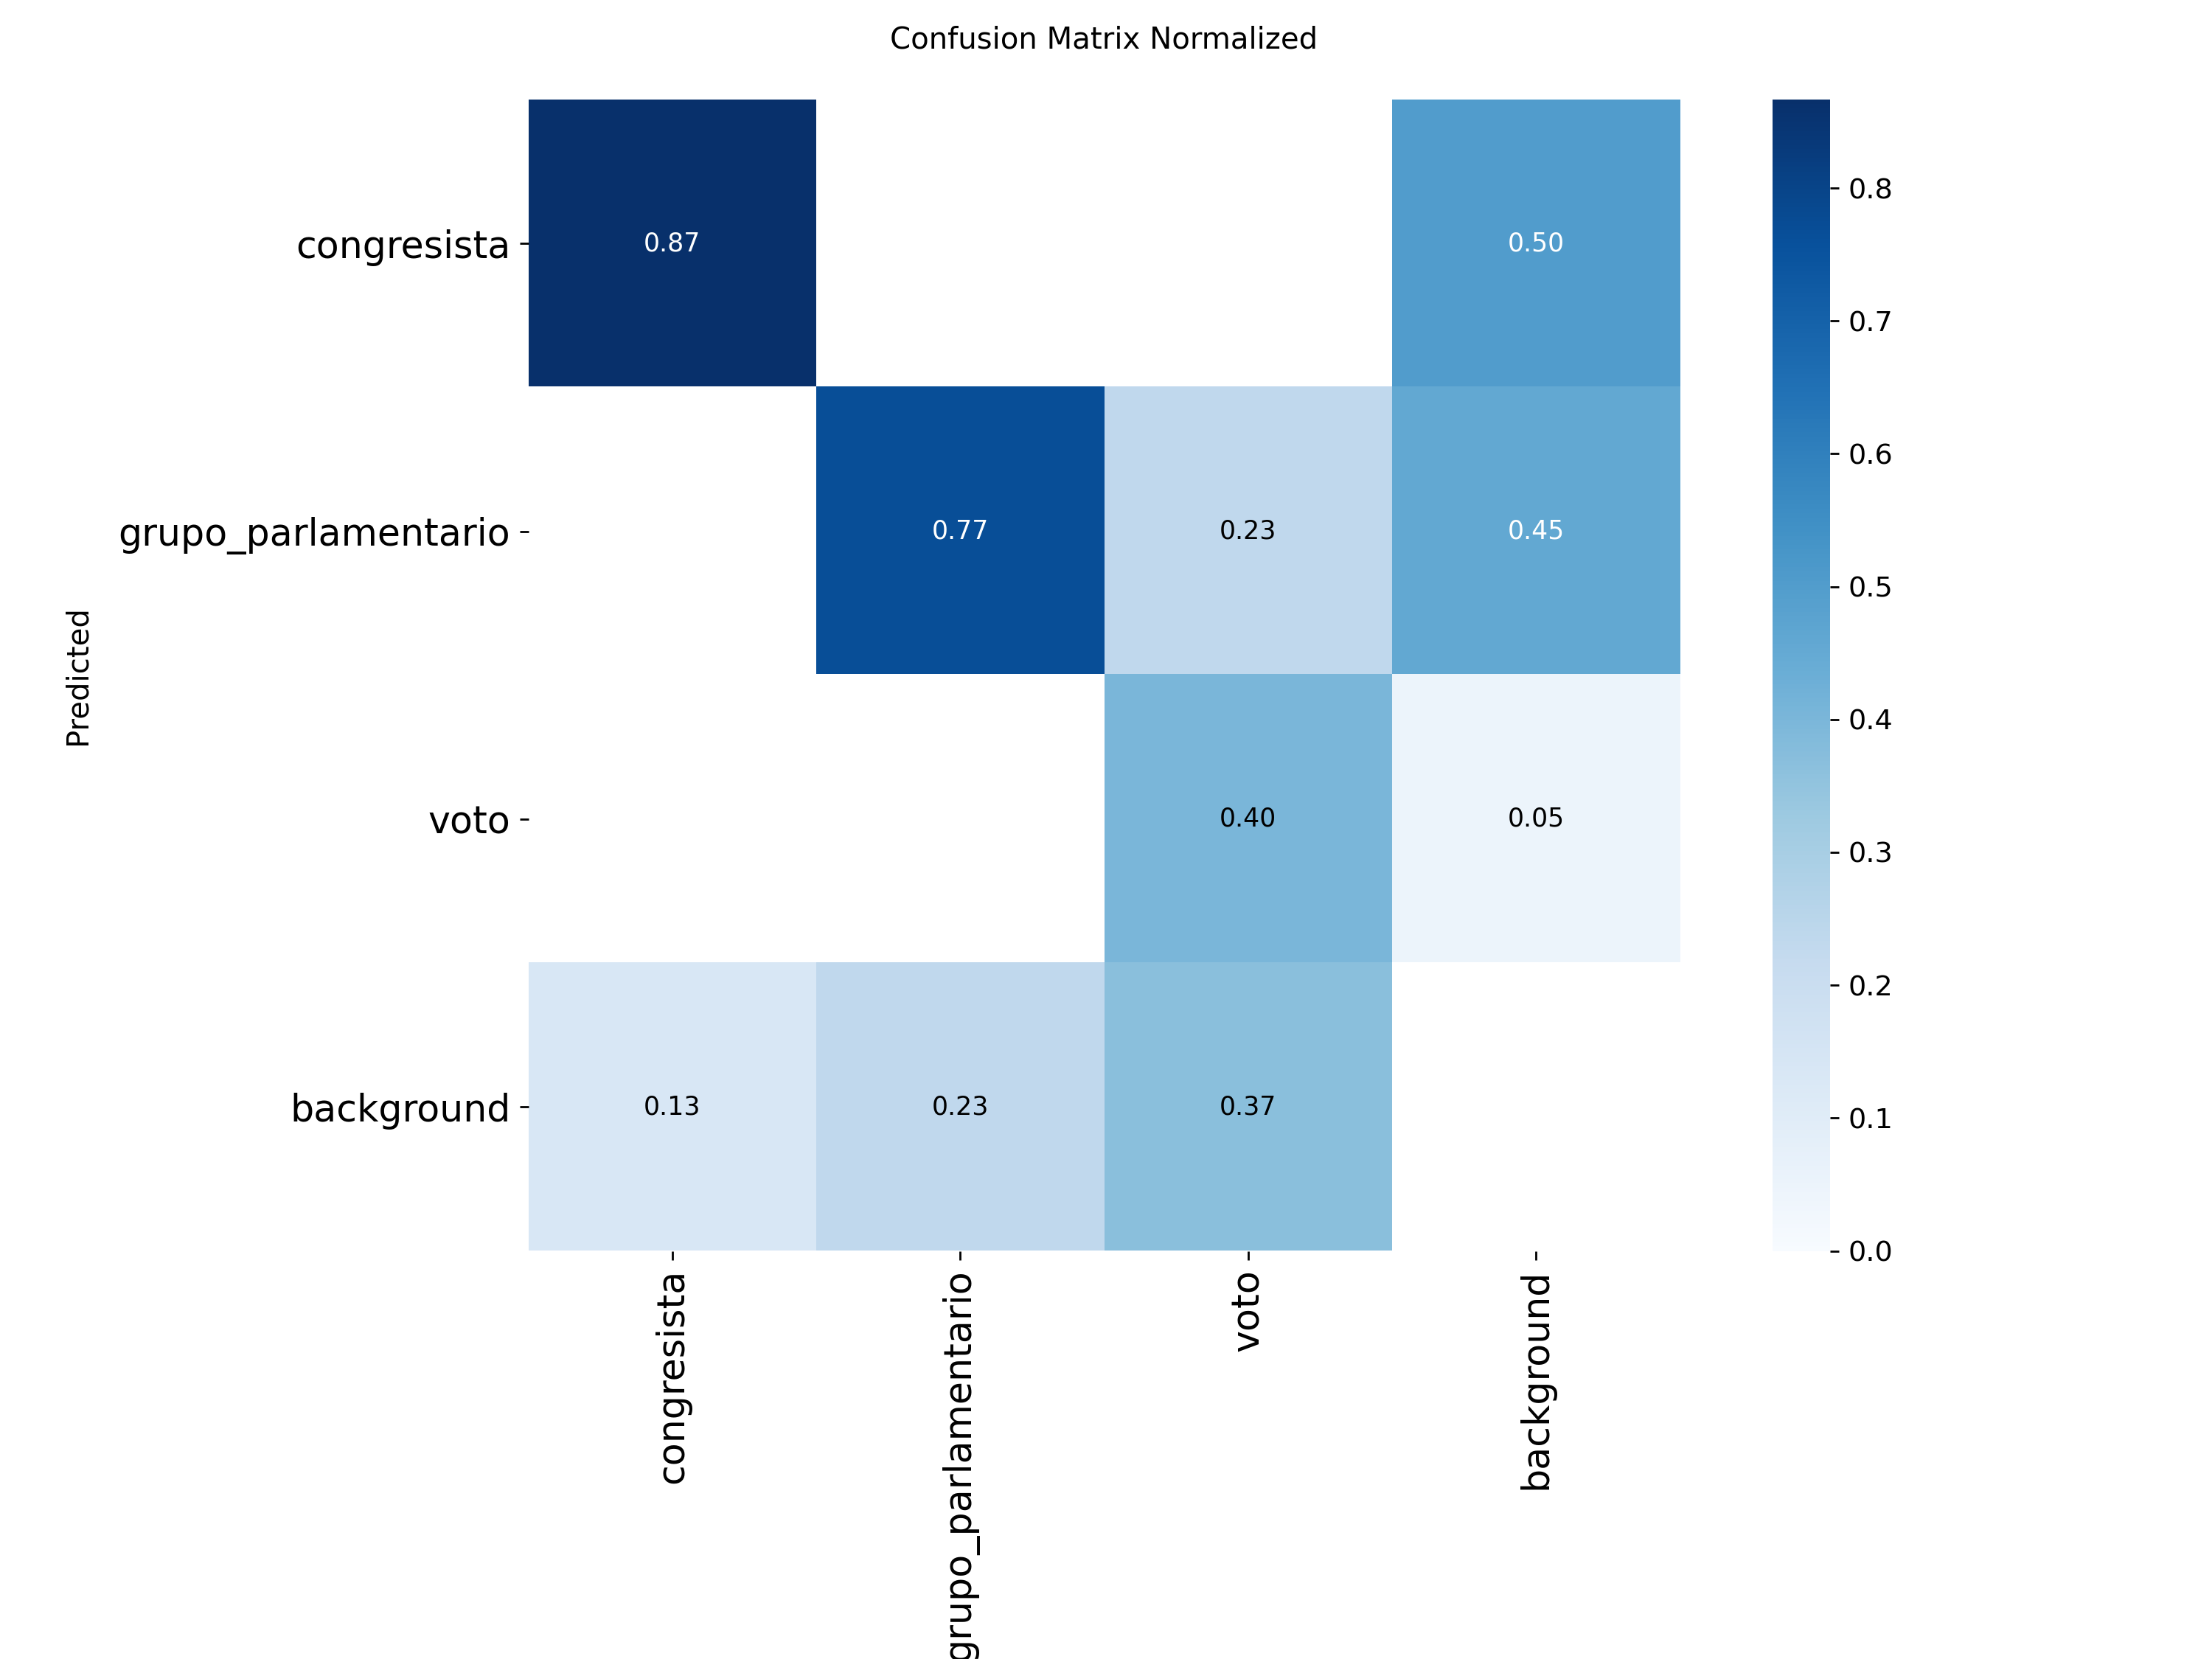 Confusion Matrix Normalized
congresista
0.87
0.50
grupo_parlamentario
0.77
0.23
0.45
voto
0.40
0.05
background
0.13
0.23
0.37
Predicted
congresista
grupo_parlamentario
voto
background
0.8
0.7
0.6
0.5
0.4
0.3
0.2
0.1
0.0